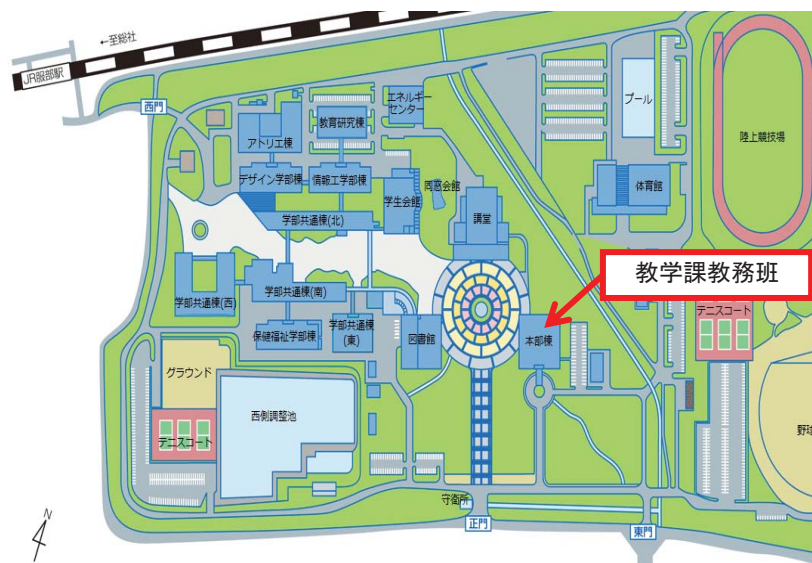 ←至総社
JR服部駅
西門
エネルギー
センター
教育研究棟
アトリエ棟
プール
陸上競技場
デザイン学部棟
情報工学部棟
同窓会館
体育館
学生会館
講堂
学部共通棟(北)
教学課教務班
学部共通棟(南)
学部共通棟(西)
テニスコート
学部共通棟
(東)
保健福祉学部棟
図書館
本部棟
グラウンド
西側調整池
テニスコート
野球
守衛所
正門
東門
N